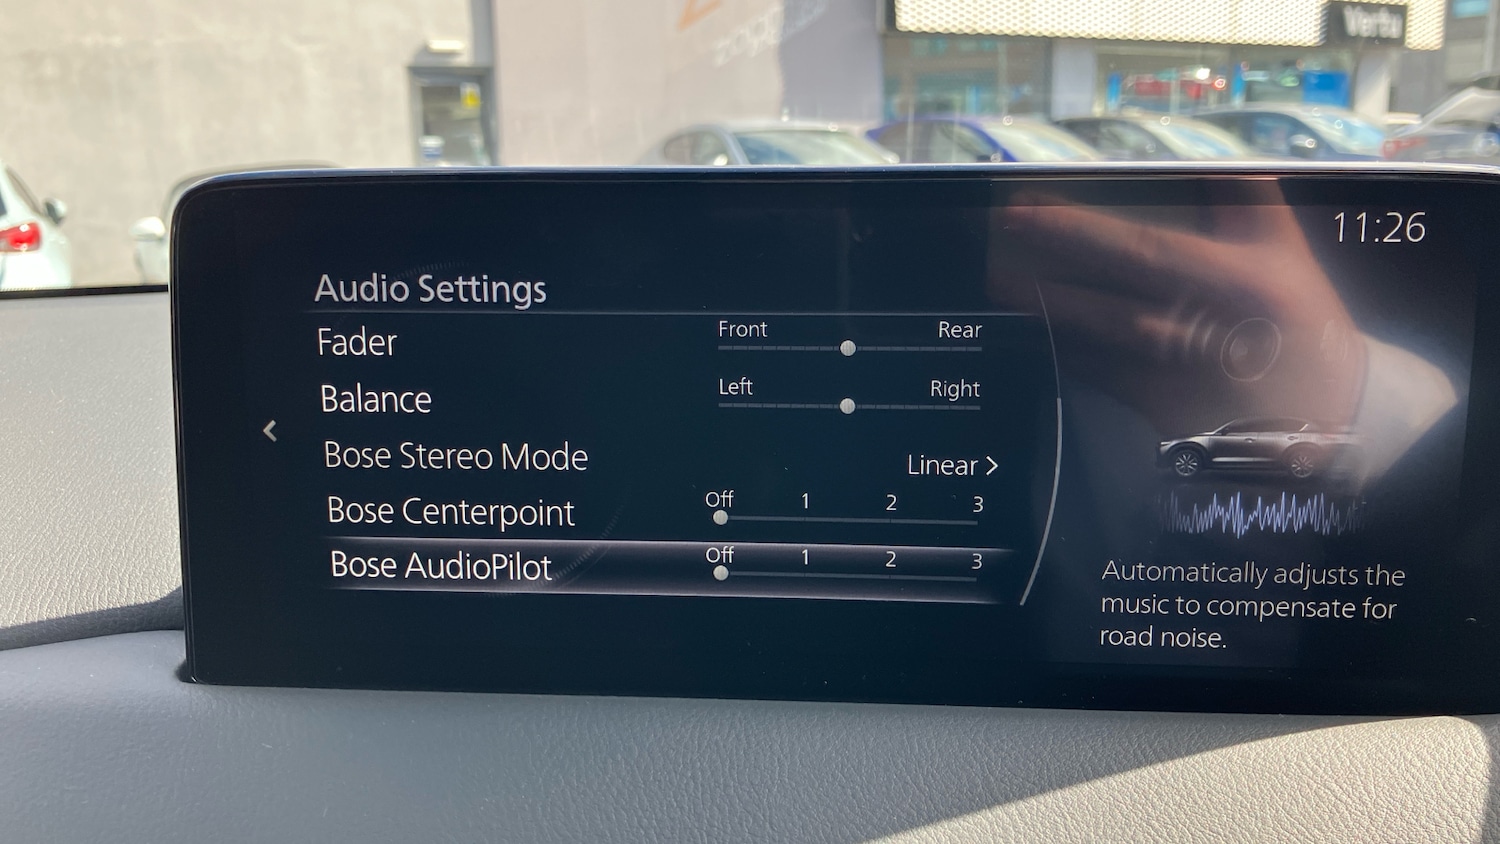 Vertu
11:26
Audio Settings
Fader
Front Rear
Balance
Left Right
Bose Stereo Mode
Linear >
Bose Centerpoint
Off 1 2 3
Bose AudioPilot
Off 1 2 3
Automatically adjusts the
music to compensate for
road noise.